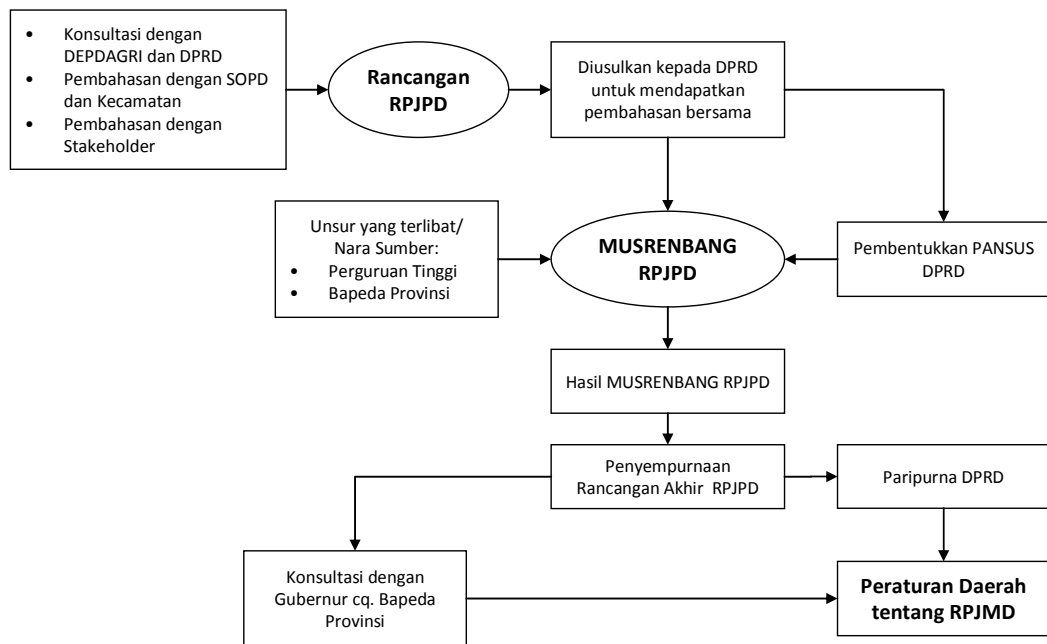 • Konsultasi dengan
DEPDAGRI dan DPRD
• Pembahasan dengan SOPD
dan Kecamatan
• Pembahasan dengan
Stakeholder
Rancangan
RPJPD
Diusulkan kepada DPRD
untuk mendapatkan
pembahasan bersama
Unsur yang terlibat/
Nara Sumber:
• Perguruan Tinggi
• Bapeda Provinsi
MUSRENBANG
RPJPD
Pembentukkan PANSUS
DPRD
Hasil MUSRENBANG RPJPD
Penyempurnaan
Rancangan Akhir RPJPD
Paripurna DPRD
Konsultasi dengan
Gubernur cq. Bapeda
Provinsi
Peraturan Daerah
tentang RPJMD